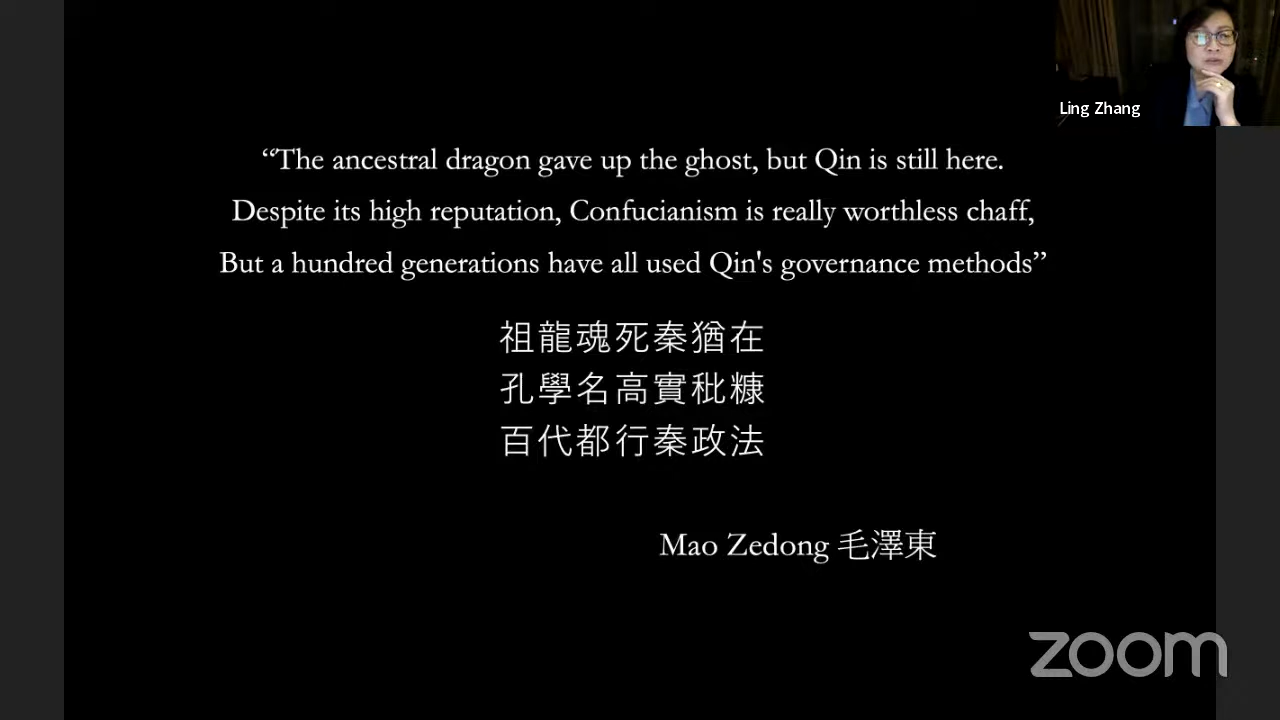 Ling Zhang
“The ancestral dragon gave up the ghost, but Qin is still here.
Despite its high reputation, Confucianism is really worthless chaff,
But a hundred generations have all used Qin's governance methods”
祖龍魂死秦猶在
孔學名高實秕糠
百代都行秦政法
Mao Zedong 毛澤東
zoom